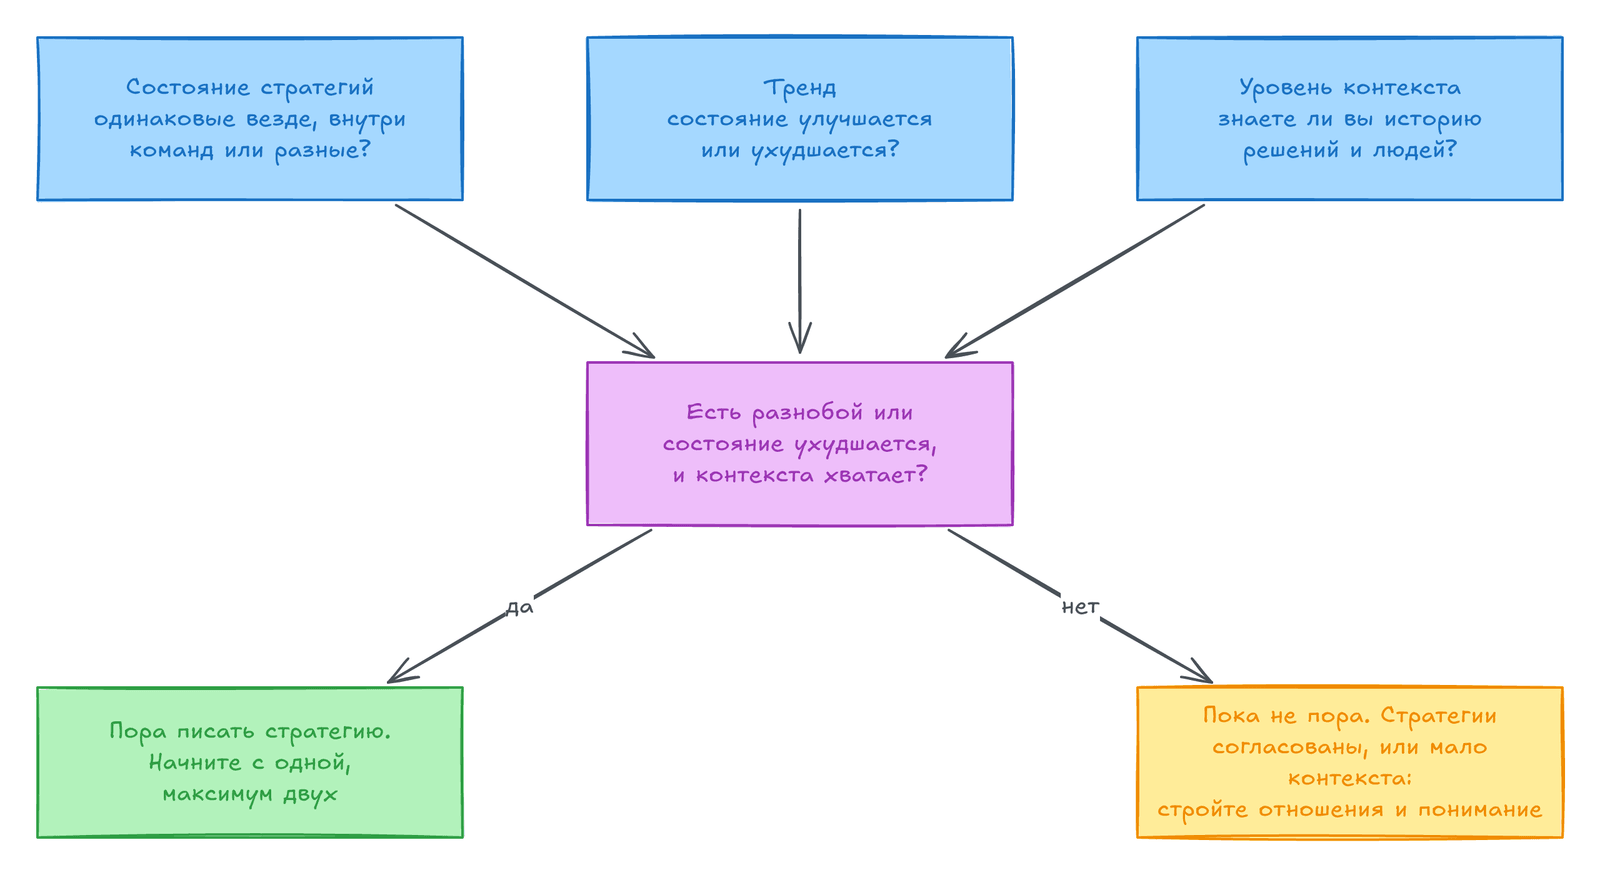 Состояние стратегий
одинаковые везде, внутри
команд или разные?
Тренд
состояние улучшается
или ухудшается?
Уровень контекста
знаете ли вы историю
решений и людей?
Есть разнобой или
состояние ухудшается,
и контекста хватает?
да
нет
Пора писать стратегию.
Начните с одной,
максимум двух
Пока не пора. Стратегии
согласованы, или мало
контекста:
стройте отношения и понимание